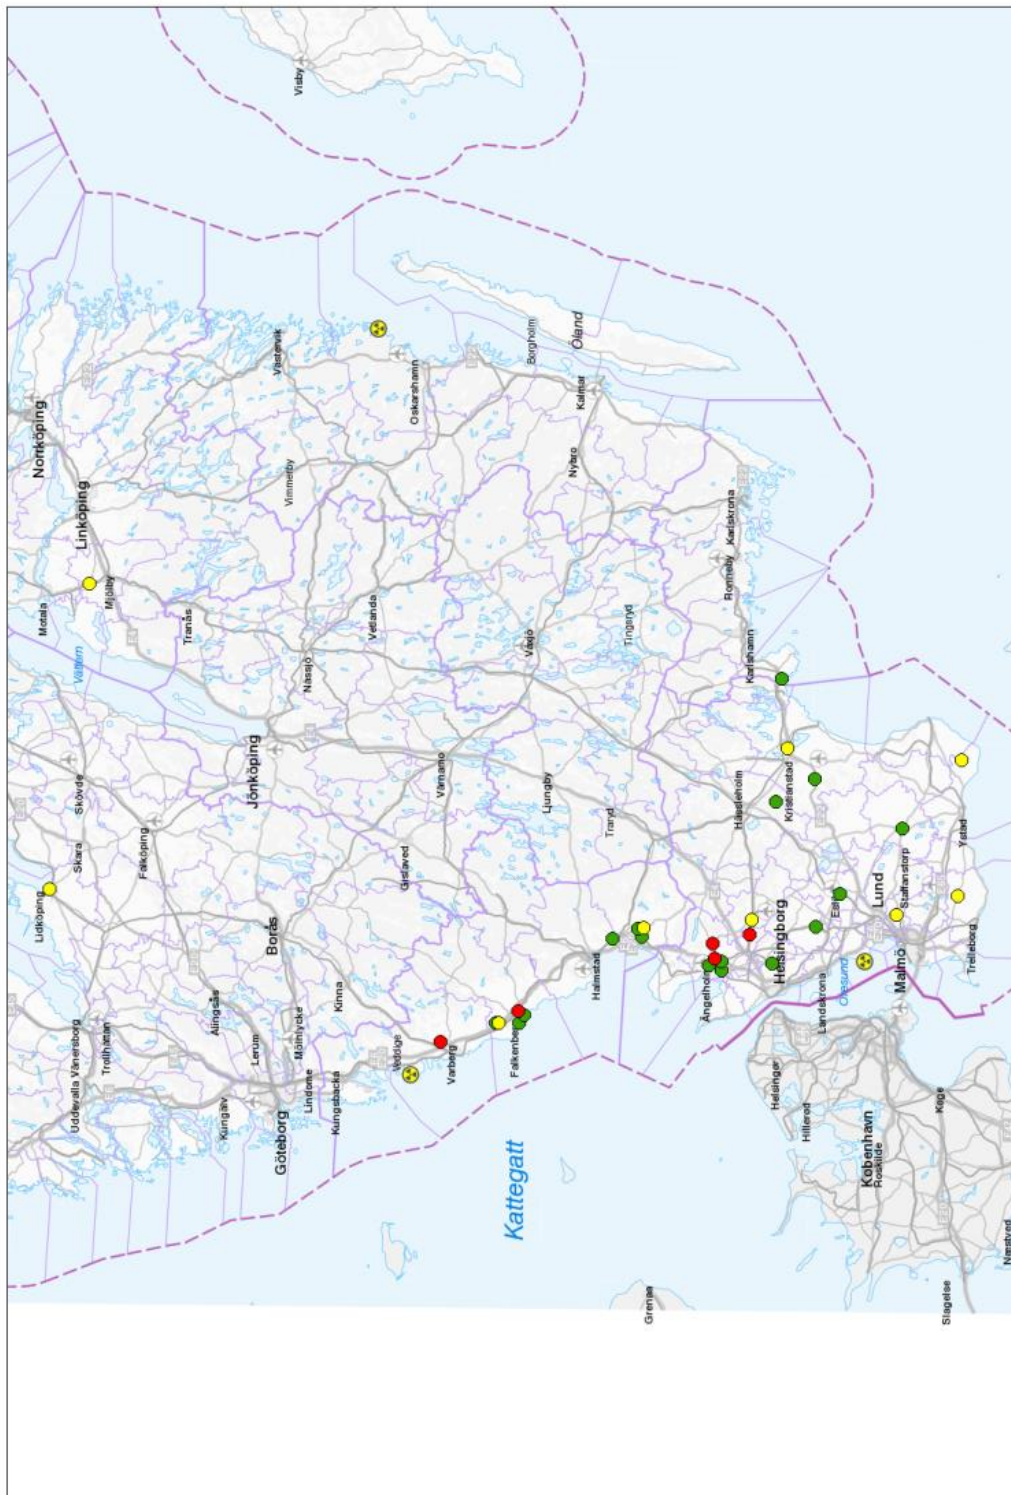 Visby
Norrköping
Linköping
Motala
Mjölby
Tranås
Vättern
Västervik
Vimmerby
Oskarshamn
Borgholm
Öland
Kalmar
Nybro
Nässjö
Vetlanda
Växjö
Tingsryd
Karlskrona
Ronneby
Karlshamn
Jönköping
Skövde
Skara
Falköping
Lidköping
Värnamo
Gislaved
Ljungby
Traryd
Hässleholm
Kristianstad
Borås
Kinna
Alingsås
Lerum
Mölnlycke
Lindome
Kungsbacka
Kungälv
Göteborg
Trollhättan
Uddevalla
Vänersborg
Veddige
Varberg
Falkenberg
Halmstad
Ängelholm
Helsingborg
Landskrona
Lund
Staffanstorp
Malmö
Trelleborg
Ystad
Kattegatt
Helsingør
Hillerød
København
Roskilde
Køge
Næstved
Slagelse
Grenaa